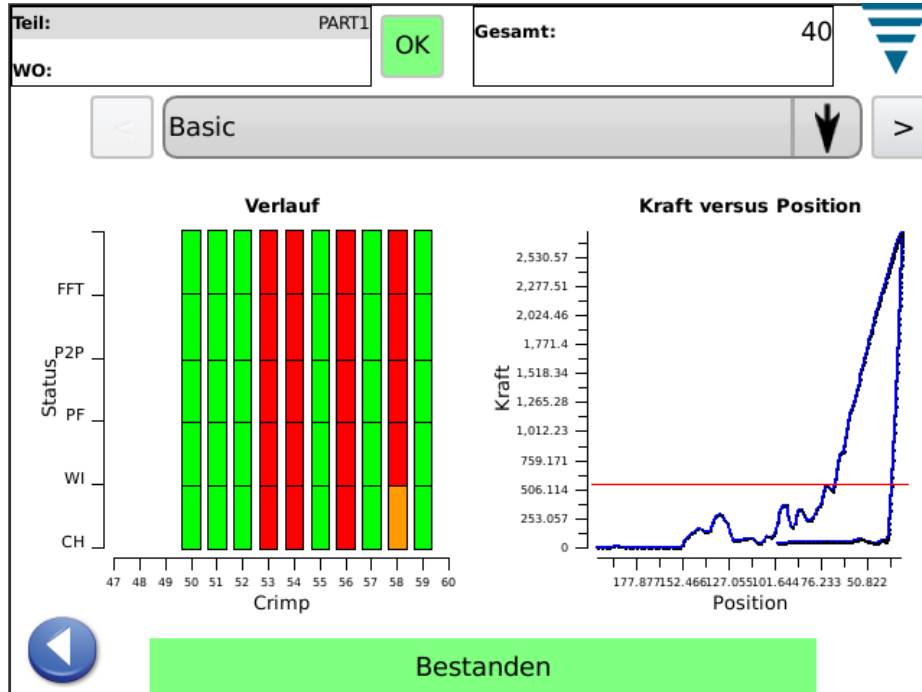 Teil: PART1
WO:
OK
Gesamt: 40
<
Basic
>
Verlauf
FFT
P2P
PF
WI
CH
Status
47 48 49 50 51 52 53 54 55 56 57 58 59 60
Crimp
Kraft versus Position
2,530.57
2,277.51
2,024.46
1,771.4
1,518.34
1,265.28
1,012.23
759.171
506.114
253.057
0
Kraft
177.877 152.466 127.055 101.644 76.233 50.822
Position
Bestanden